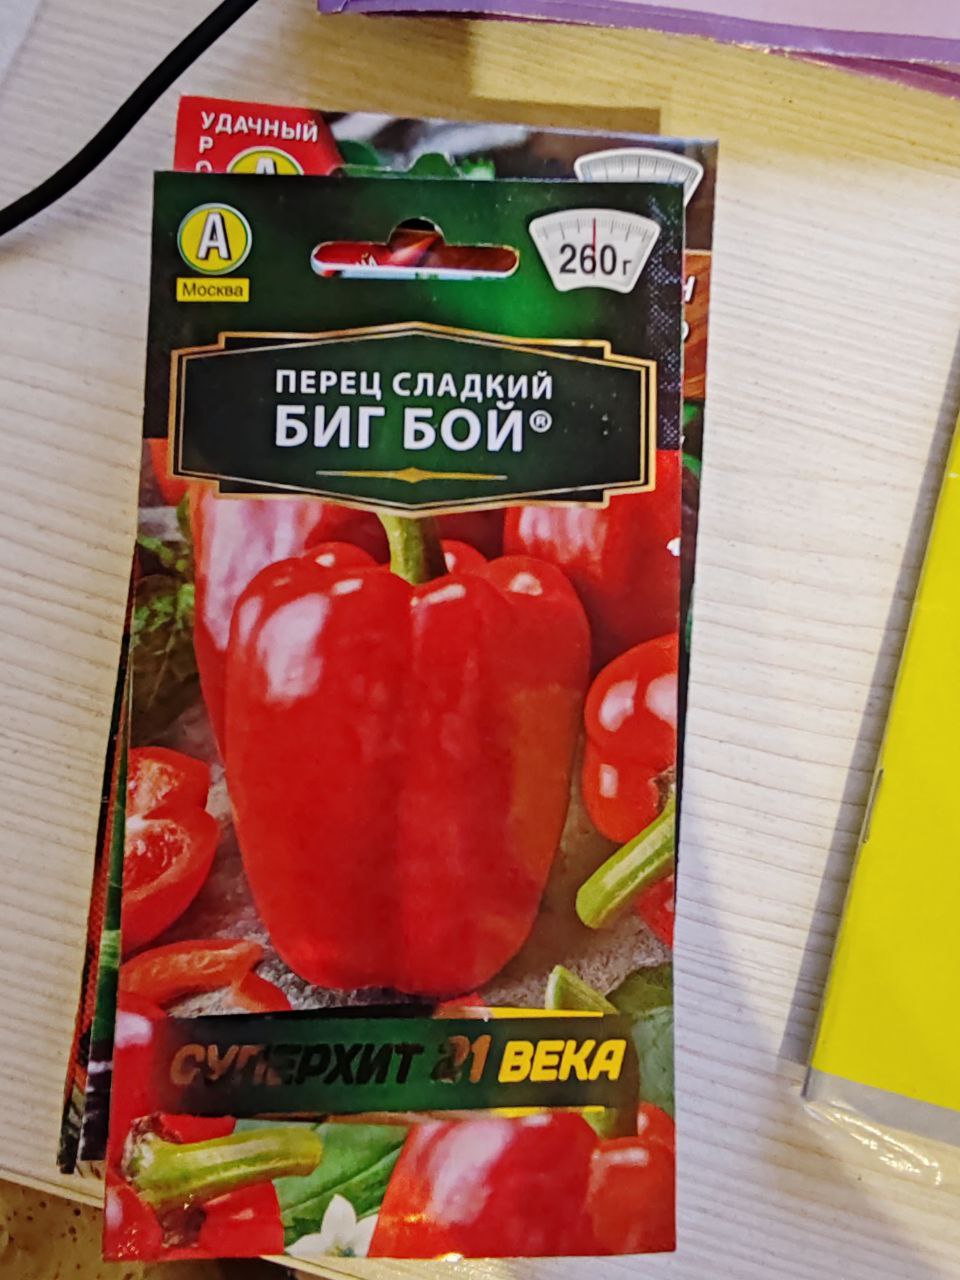 УДАЧНЫЙ
А
Москва
260 г
ПЕРЕЦ СЛАДКИЙ
БИГ БОЙ®
СУПЕРХИТ 21 ВЕКА